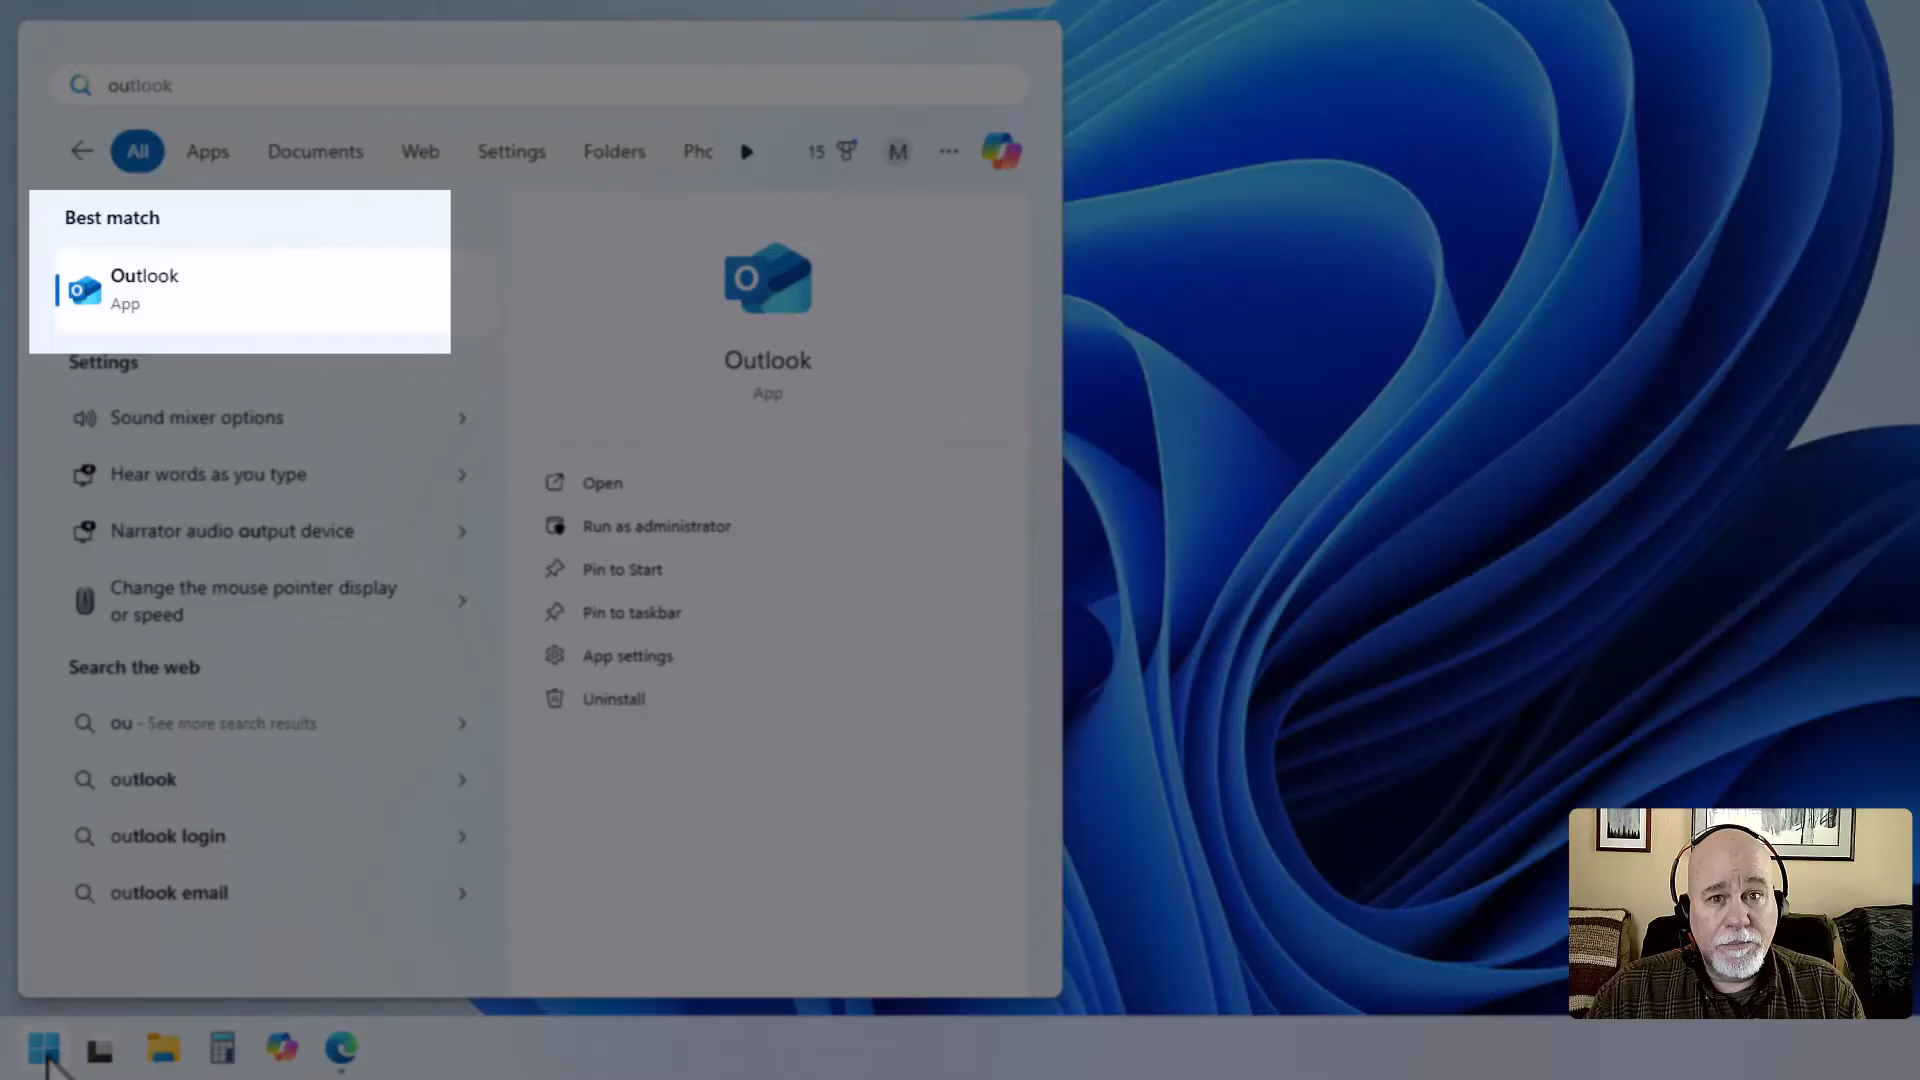 outlook
All Apps Documents Web Settings Folders Phc 15 M ...
Best match
Outlook
App
Settings
Sound mixer options
Hear words as you type
Narrator audio output device
Change the mouse pointer display
or speed
Search the web
ou - See more search results
outlook
outlook login
outlook email
Outlook
App
Open
Run as administrator
Pin to Start
Pin to taskbar
App settings
Uninstall